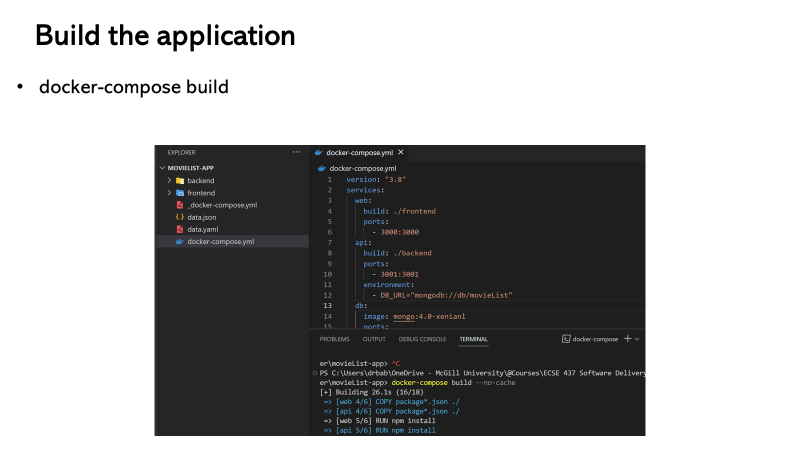 Build the application
• docker-compose build
EXPLORER ···
MOVIELIST-APP
backend
frontend
_docker-compose.yml
{} data.json
data.yaml
docker-compose.yml
docker-compose.yml ×
docker-compose.yml
1 version: "3.8"
2 services:
3 web:
4 build: ./frontend
5 ports:
6 - 3000:3000
7 api:
8 build: ./backend
9 ports:
10 - 3001:3001
11 environment:
12 - DB_URL="mongodb://db/movieList"
13 db:
14 image: mongo:4.0-xenianl
15 ports:
PROBLEMS OUTPUT DEBUG CONSOLE TERMINAL docker-compose
er\movieList-app> ^C
PS C:\Users\drbab\OneDrive - McGill University\@Courses\ECSE 437 Software Delivery
er\movieList-app> docker-compose build --no-cache
[+] Building 26.1s (16/18)
=> [web 4/6] COPY package*.json ./
=> [api 4/6] COPY package*.json ./
=> [web 5/6] RUN npm install
=> [api 5/6] RUN npm install